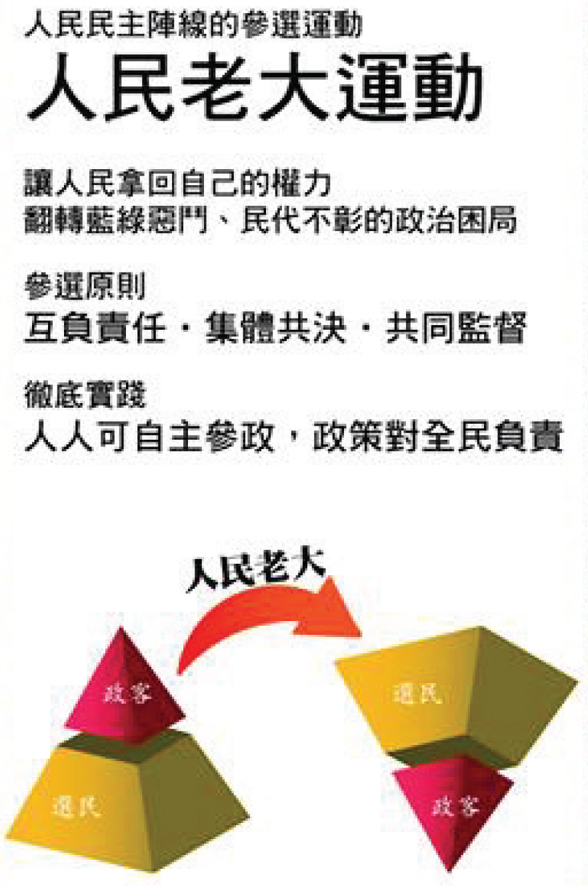 人民民主陣線的參選運動
人民老大運動
讓人民拿回自己的權力
翻轉藍綠惡鬥、民代不彰的政治困局
參選原則
互負責任・集體共決・共同監督
徹底實踐
人人可自主參政，政策對全民負責
人民老大
政客
選民
選民
政客